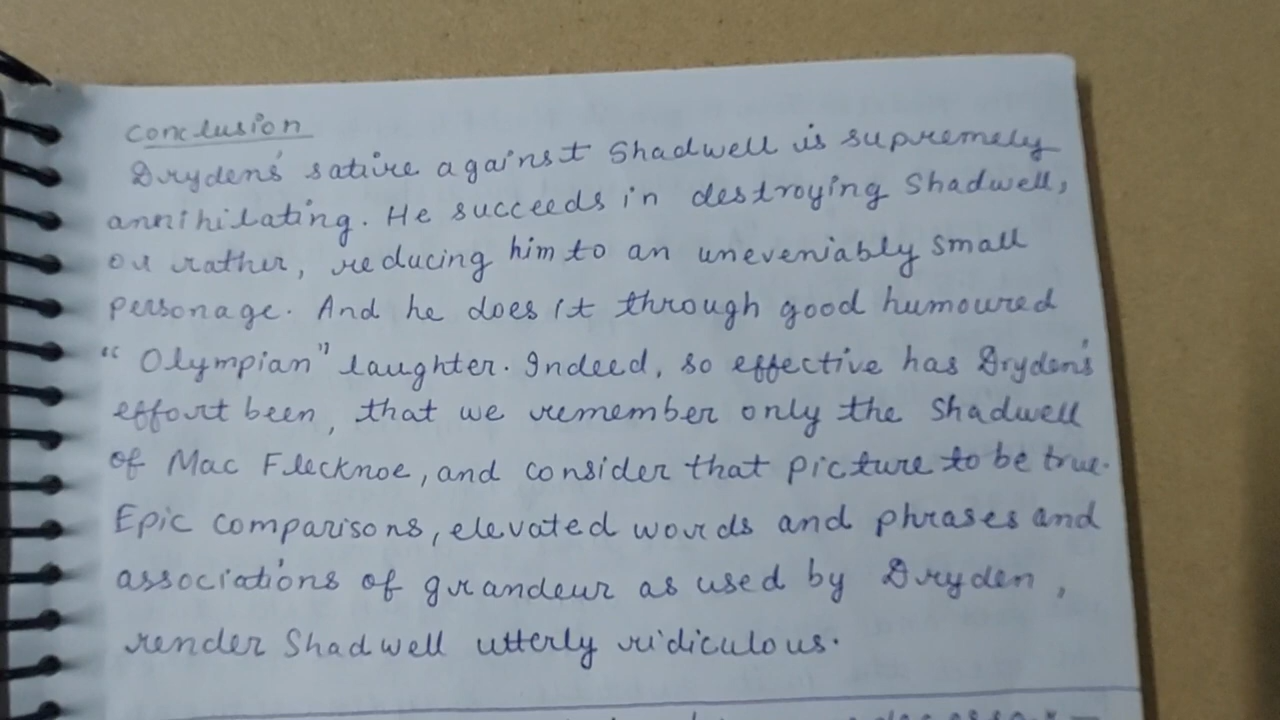 conclusion
Dryden's satire against Shadwell is supremely
annihilating. He succeeds in destroying Shadwell,
or rather, reducing him to an uneveniably small
personage. And he does it through good humoured
"Olympian" laughter. Indeed, so effective has Dryden's
effort been, that we remember only the Shadwell
of Mac Flecknoe, and consider that picture to be true.
Epic comparisons, elevated words and phrases and
associations of grandeur as used by Dryden,
render Shadwell utterly ridiculous.